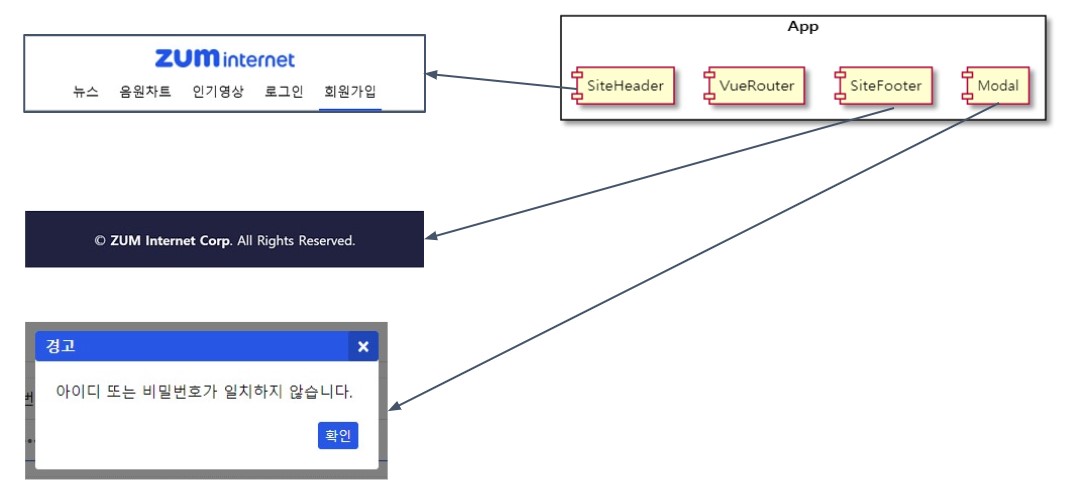 App
SiteHeader VueRouter SiteFooter Modal
ZUM internet
뉴스 음원차트 인기영상 로그인 회원가입
© ZUM Internet Corp. All Rights Reserved.
경고 ×
아이디 또는 비밀번호가 일치하지 않습니다.
확인